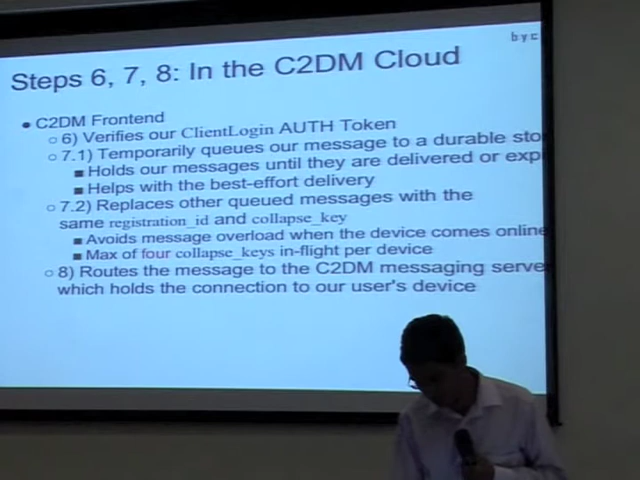 byc
Steps 6, 7, 8: In the C2DM Cloud
C2DM Frontend
6) Verifies our ClientLogin AUTH Token
7.1) Temporarily queues our message to a durable sto
Holds our messages until they are delivered or exp
Helps with the best-effort delivery
7.2) Replaces other queued messages with the
same registration_id and collapse_key
Avoids message overload when the device comes online
Max of four collapse_keys in-flight per device
8) Routes the message to the C2DM messaging serve
which holds the connection to our user's device